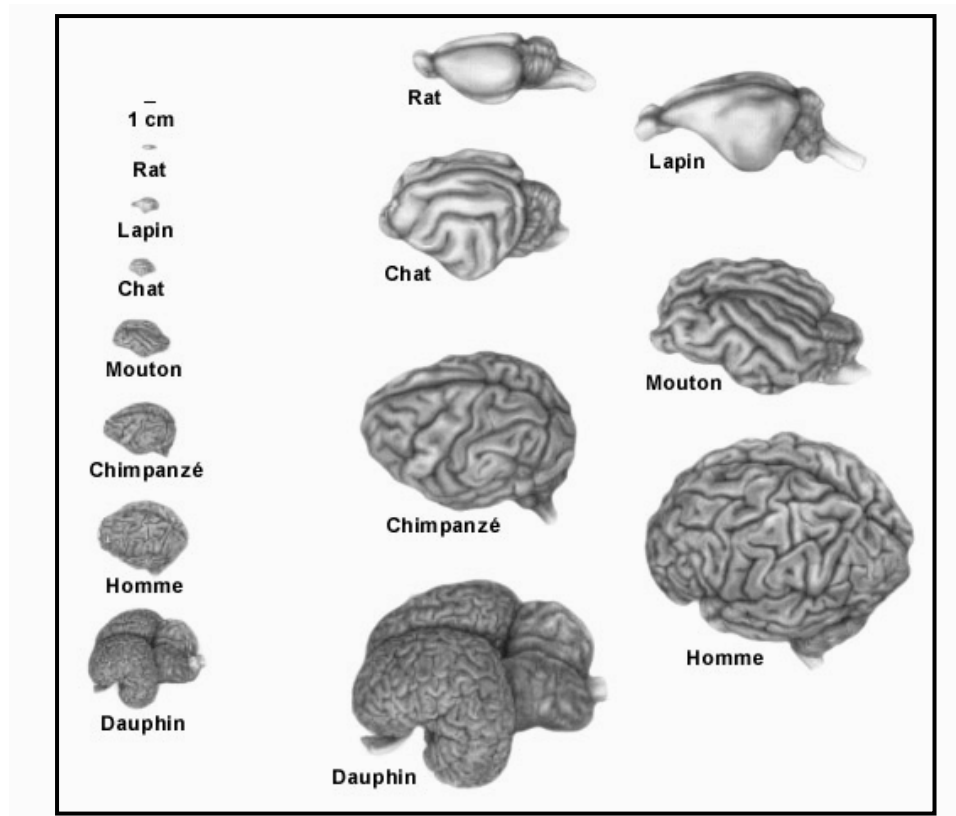 1 cm
Rat
Lapin
Chat
Mouton
Chimpanzé
Homme
Dauphin
Rat
Lapin
Chat
Mouton
Chimpanzé
Homme
Dauphin